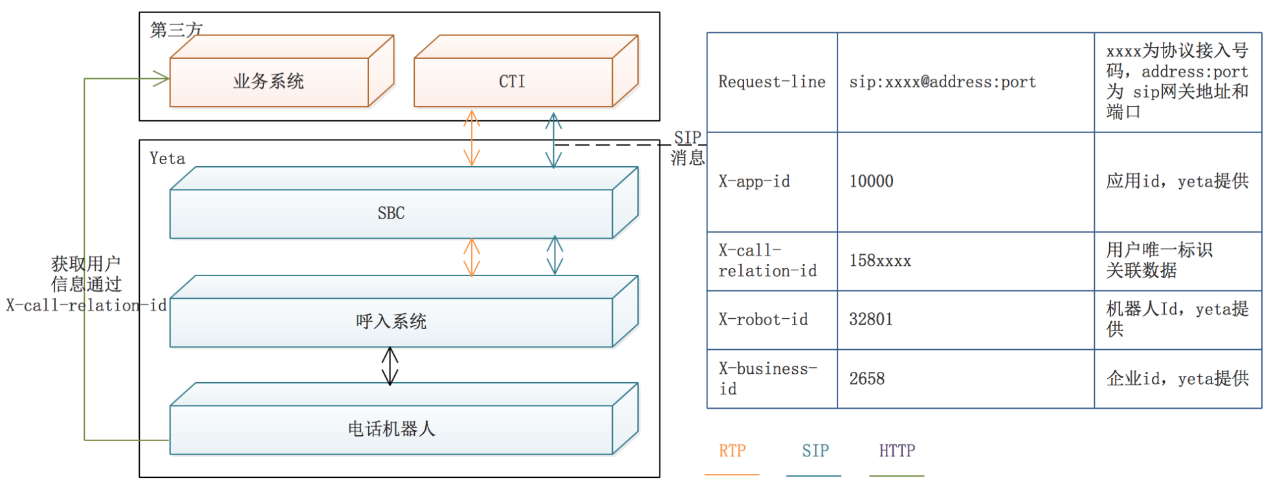 第三方
业务系统
CTI
Yeta
SBC
呼入系统
电话机器人
获取用户
信息通过
X-call-relation-id
SIP
消息
Request-line
sip:xxxx@address:port
xxxx为协议接入号
码，address:port
为 sip网关地址和
端口
X-app-id
10000
应用id，yeta提供
X-call-
relation-id
158xxxx
用户唯一标识
关联数据
X-robot-id
32801
机器人Id，yeta提
供
X-business-
id
2658
企业id，yeta提供
RTP
SIP
HTTP